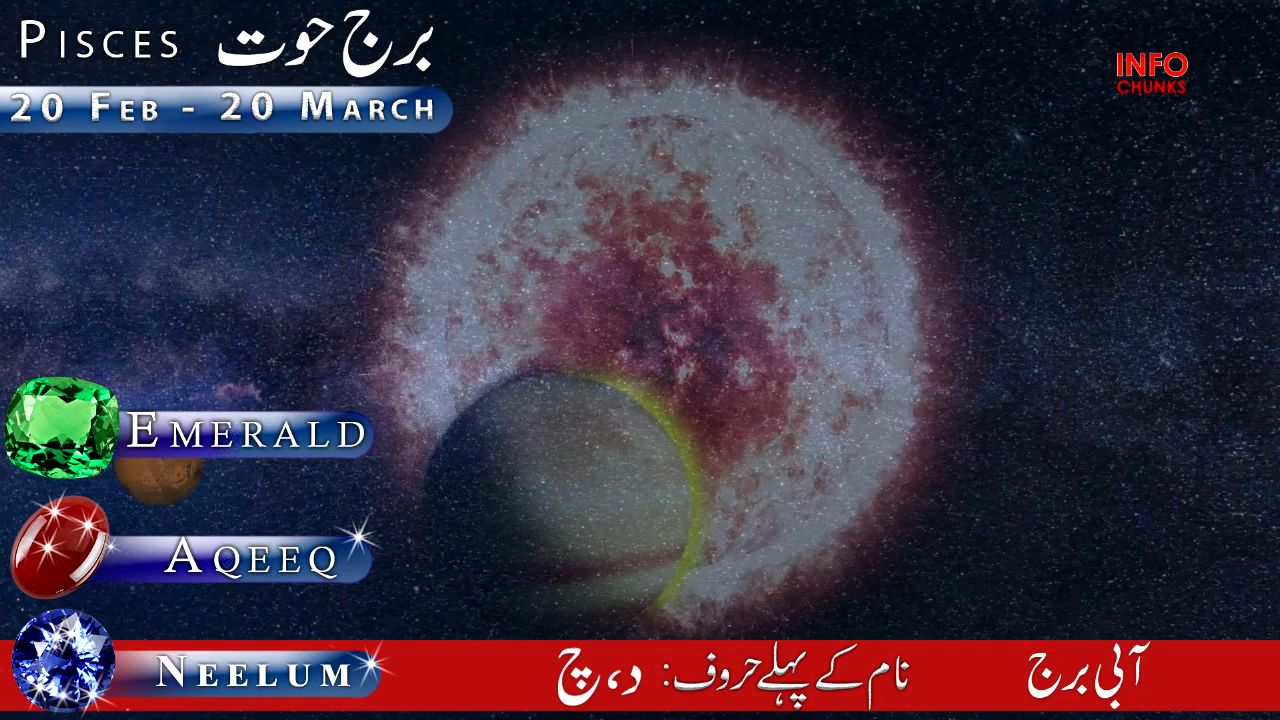 Pisces برج حوت
20 Feb - 20 March
INFO
CHUNKS
Emerald
Aqeeq
Neelum
آبی برج
نام کے پہلے حروف: د، چ